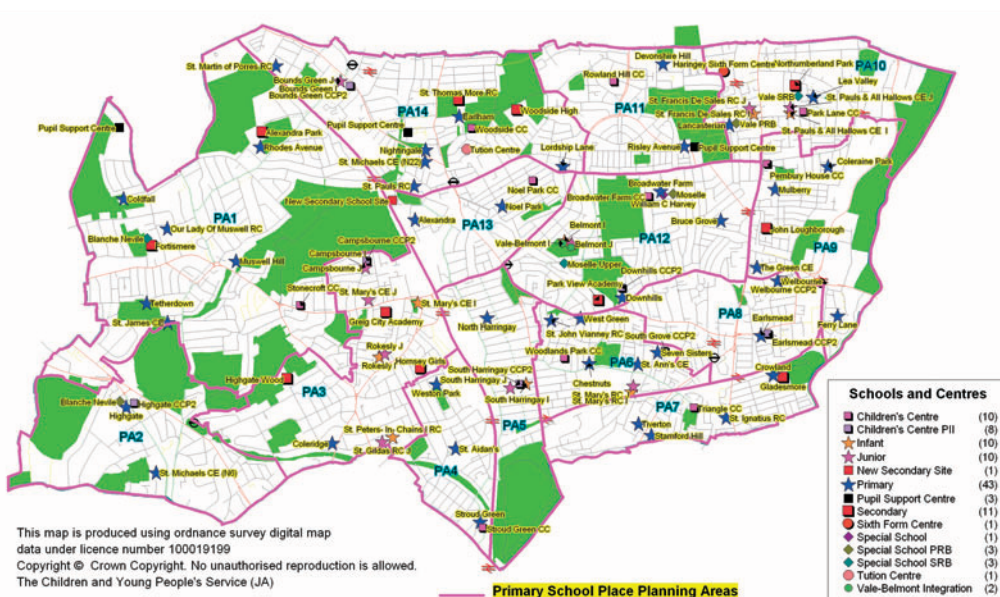 Devonshire Hill
Haringey Sixth Form Centre
Northumberland Park
PA10
St. Martin of Porres RC
Rowland Hill CC
Lea Valley
Bounds Green J
Bounds Green I
Bounds Green CCP2
St. Thomas More RC
Vale SRB
St. Pauls & All Hallows CE J
PA14
PA11
St. Francis De Sales RC J
St. Francis De Sales RC I
Park Lane CC
Woodside High
Earlham
Pupil Support Centre
Pupil Support Centre
Woodside CC
Lancasterian
Vale PRB
St. Pauls & All Hallows CE I
Alexandra Park
Rhodes Avenue
Nightingale
Tution Centre
Lordship Lane
Risley Avenue
Pupil Support Centre
St. Michaels CE (N22)
Coleraine Park
Pembury House CC
St. Pauls RC
Noel Park CC
Broadwater Farm
Moselle
Mulberry
Coldfall
New Secondary School Site
Broadwater Farm CC
William C Harvey
Noel Park
PA1
Alexandra
PA13
Bruce Grove
Our Lady Of Muswell RC
Belmont I
John Loughborough
Blanche Neville
Fortismere
Campsbourne CCP2
Vale-Belmont I
Belmont J
PA12
PA9
Campsbourne I
Campsbourne J
Muswell Hill
Moselle Upper
Downhills CCP2
The Green CE
Stonecroft CC
Park View Academy
Welbourne
Welbourne CCP2
Tetherdown
St. Mary's CE J
St. Mary's CE I
Downhills
Greig City Academy
PA8
Earlsmead
Ferry Lane
St. James CE
North Harringay
West Green
St. John Vianney RC
South Grove CCP2
Earlsmead CCP2
Rokesly J
Rokesly I
Hornsey Girls
Woodlands Park CC
PA6
Seven Sisters
St. Ann's CE
South Harringay CCP2
Crowland
Highgate Wood
South Harringay J
Gladesmore
PA3
Weston Park
Chestnuts
South Harringay I
St. Mary's RC J
St. Mary's RC I
Blanche Neville
Highgate CCP2
Highgate
PA7
Triangle CC
PA2
St. Peters- In- Chains I RC
PA5
Tiverton
St. Ignatius RC
Coleridge
St. Gildas RC J
St. Aidan's
Stamford Hill
PA4
St. Michaels CE (N6)
Stroud Green
Stroud Green CC
Schools and Centres
Children's Centre (10)
Children's Centre PII (8)
Infant (10)
Junior (10)
New Secondary Site (1)
Primary (43)
Pupil Support Centre (3)
Secondary (11)
Sixth Form Centre (1)
Special School (1)
Special School PRB (3)
Special School SRB (3)
Tution Centre (1)
Vale-Belmont Integration (2)
This map is produced using ordnance survey digital map
data under licence number 100019199
Copyright © Crown Copyright. No unauthorised reproduction is allowed.
The Children and Young People's Service (JA)
Primary School Place Planning Areas